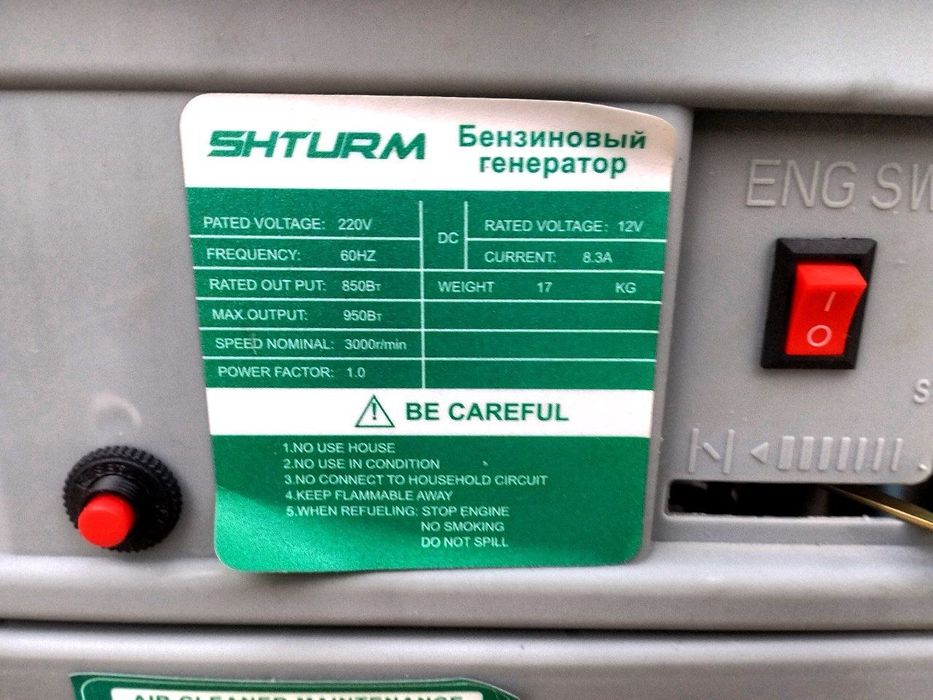 SHTURM
Бензиновый
генератор
PATED VOLTAGE: 220V
FREQUENCY: 60HZ
RATED OUT PUT: 850Вт
MAX.OUTPUT: 950Вт
SPEED NOMINAL: 3000r/min
POWER FACTOR: 1.0
DC
RATED VOLTAGE: 12V
CURRENT: 8.3A
WEIGHT 17 KG
BE CAREFUL
1.NO USE HOUSE
2.NO USE IN CONDITION
3.NO CONNECT TO HOUSEHOLD CIRCUIT
4.KEEP FLAMMABLE AWAY
5.WHEN REFUELING: STOP ENGINE
NO SMOKING
DO NOT SPILL
ENG SW
I
O
S
AIR CLEANER MAINTENANCE